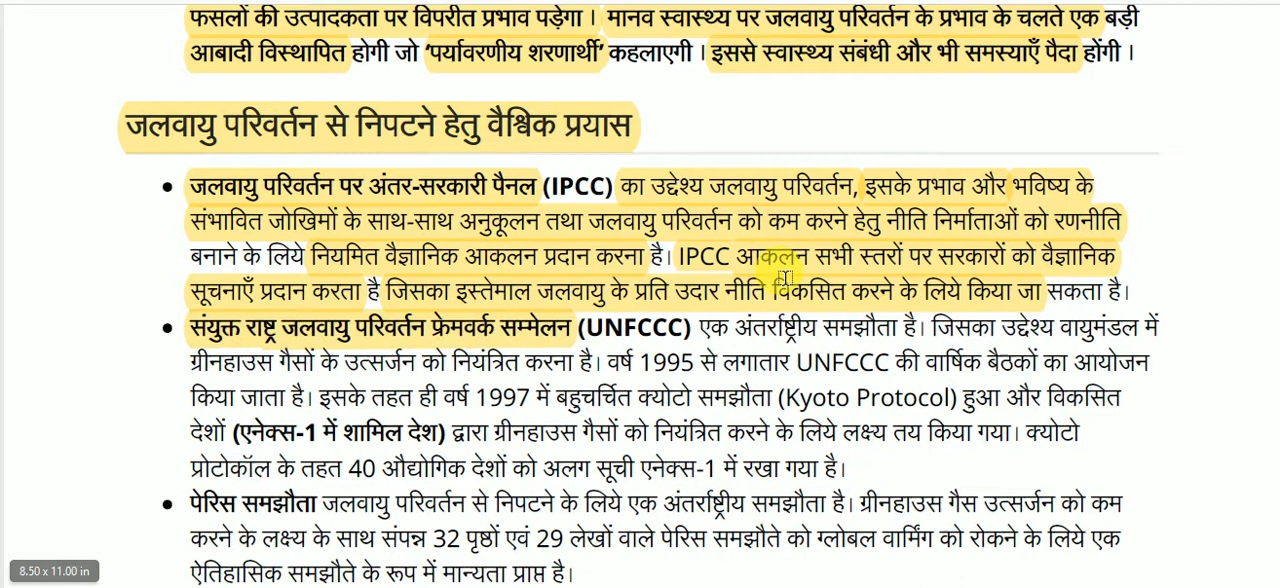 फसलों की उत्पादकता पर विपरीत प्रभाव पड़ेगा। मानव स्वास्थ्य पर जलवायु परिवर्तन के प्रभाव के चलते एक बड़ी
आबादी विस्थापित होगी जो ‘पर्यावरणीय शरणार्थी’ कहलाएगी। इससे स्वास्थ्य संबंधी और भी समस्याएँ पैदा होंगी।
जलवायु परिवर्तन से निपटने हेतु वैश्विक प्रयास
• जलवायु परिवर्तन पर अंतर-सरकारी पैनल (IPCC) का उद्देश्य जलवायु परिवर्तन, इसके प्रभाव और भविष्य के
संभावित जोखिमों के साथ-साथ अनुकूलन तथा जलवायु परिवर्तन को कम करने हेतु नीति निर्माताओं को रणनीति
बनाने के लिये नियमित वैज्ञानिक आकलन प्रदान करना है। IPCC आकलन सभी स्तरों पर सरकारों को वैज्ञानिक
सूचनाएँ प्रदान करता है जिसका इस्तेमाल जलवायु के प्रति उदार नीति विकसित करने के लिये किया जा सकता है।
• संयुक्त राष्ट्र जलवायु परिवर्तन फ्रेमवर्क सम्मेलन (UNFCCC) एक अंतर्राष्ट्रीय समझौता है। जिसका उद्देश्य वायुमंडल में
ग्रीनहाउस गैसों के उत्सर्जन को नियंत्रित करना है। वर्ष 1995 से लगातार UNFCCC की वार्षिक बैठकों का आयोजन
किया जाता है। इसके तहत ही वर्ष 1997 में बहुचर्चित क्योटो समझौता (Kyoto Protocol) हुआ और विकसित
देशों (एनेक्स-1 में शामिल देश) द्वारा ग्रीनहाउस गैसों को नियंत्रित करने के लिये लक्ष्य तय किया गया। क्योटो
प्रोटोकॉल के तहत 40 औद्योगिक देशों को अलग सूची एनेक्स-1 में रखा गया है।
• पेरिस समझौता जलवायु परिवर्तन से निपटने के लिये एक अंतर्राष्ट्रीय समझौता है। ग्रीनहाउस गैस उत्सर्जन को कम
करने के लक्ष्य के साथ संपन्न 32 पृष्ठों एवं 29 लेखों वाले पेरिस समझौते को ग्लोबल वार्मिंग को रोकने के लिये एक
ऐतिहासिक समझौते के रूप में मान्यता प्राप्त है।
8.50 x 11.00 in